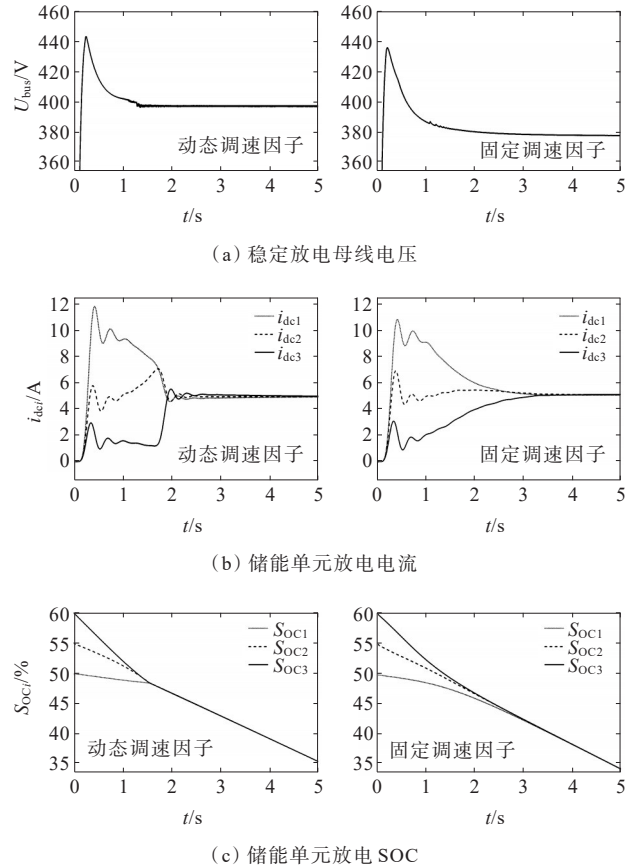 460
440
420
400
380
360
U_bus/V
动态调速因子
0 1 2 3 4 5
t/s
460
440
420
400
380
360
固定调速因子
0 1 2 3 4 5
t/s
(a) 稳定放电母线电压
12
10
8
6
4
2
0
i_dci/A
i_dc1
i_dc2
i_dc3
动态调速因子
0 1 2 3 4 5
t/s
12
10
8
6
4
2
0
i_dc1
i_dc2
i_dc3
固定调速因子
0 1 2 3 4 5
t/s
(b) 储能单元放电电流
60
55
50
45
40
35
S_OCi/%
S_OC1
S_OC2
S_OC3
动态调速因子
0 1 2 3 4 5
t/s
60
55
50
45
40
35
S_OC1
S_OC2
S_OC3
固定调速因子
0 1 2 3 4 5
t/s
(c) 储能单元放电 SOC